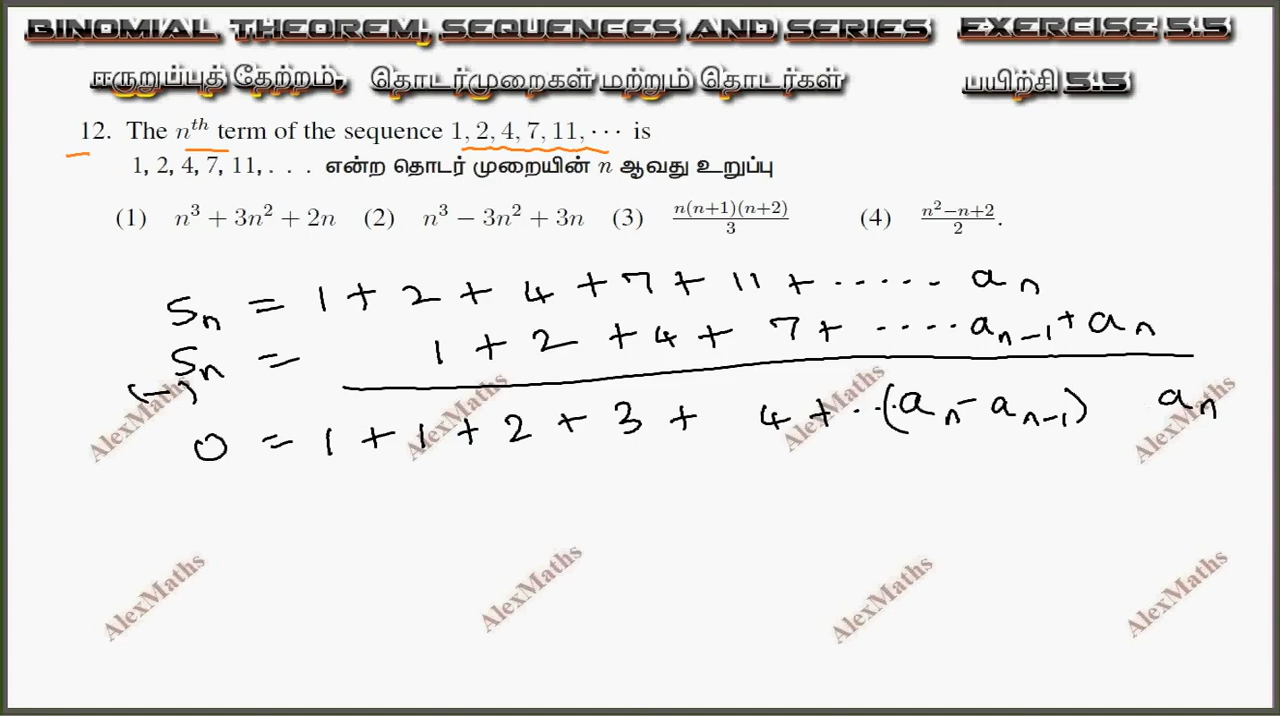 BINOMIAL THEOREM, SEQUENCES AND SERIES EXERCISE 5.5
ஈருறுப்புத் தேற்றம், தொடர்முறைகள் மற்றும் தொடர்கள் பயிற்சி 5.5
12. The nth term of the sequence 1, 2, 4, 7, 11, ··· is
1, 2, 4, 7, 11, . . . என்ற தொடர் முறையின் n ஆவது உறுப்பு
(1) n³ + 3n² + 2n (2) n³ − 3n² + 3n (3) n(n+1)(n+2)/3 (4) n²−n+2/2.
Sn = 1 + 2 + 4 + 7 + 11 + ...... an
Sn = 1 + 2 + 4 + 7 + .... an−1 + an
(−)
0 = 1 + 1 + 2 + 3 + 4 + ...(an − an−1) an
AlexMaths AlexMaths AlexMaths AlexMaths
AlexMaths AlexMaths AlexMaths AlexMaths